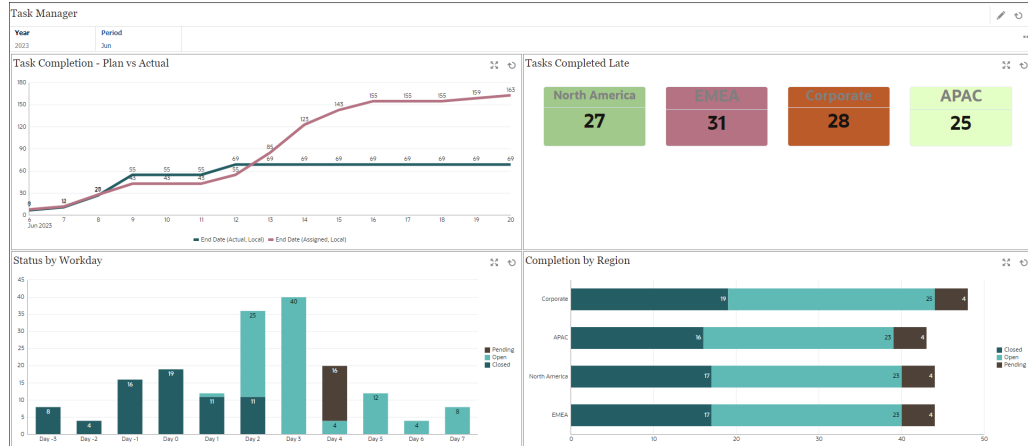 Task Manager
Year Period
2023 Jun
Task Completion - Plan vs Actual
180
150
120
90
60
30
0
8 12 28 55 55 55 69 69 69 69 69 69 69 69 69
43 43 43 55 85 123 143 155 155 155 159 163
6 7 8 9 10 11 12 13 14 15 16 17 18 19 20
Jun 2023
End Date (Actual, Local) End Date (Assigned, Local)
Tasks Completed Late
North America EMEA Corporate APAC
27 31 28 25
Status by Workday
45
40
35
30
25
20
15
10
5
0
8 4 16 19 11 11 25 40 4 16 12 4 8
Day -3 Day -2 Day -1 Day 0 Day 1 Day 2 Day 3 Day 4 Day 5 Day 6 Day 7
Pending
Open
Closed
Completion by Region
Corporate 19 25 4
APAC 16 23 4
North America 17 23 4
EMEA 17 23 4
0 10 20 30 40 50
Closed
Open
Pending